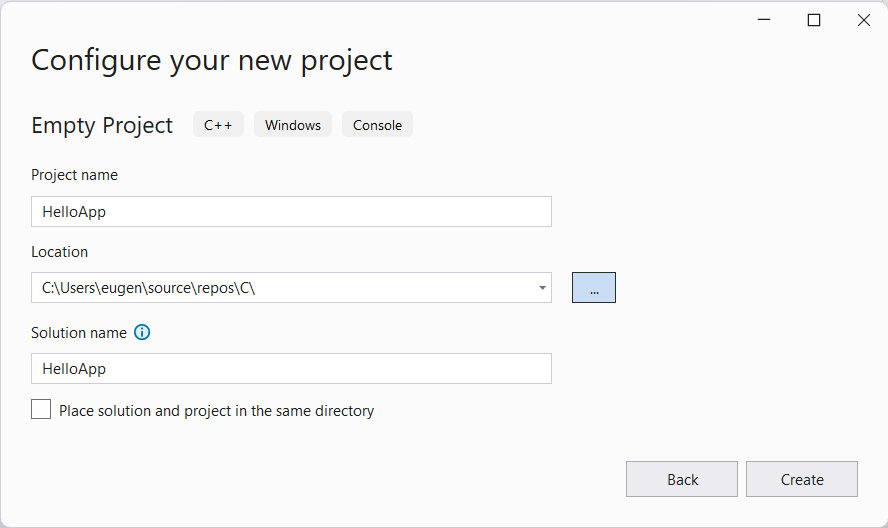 Configure your new project
Empty Project C++ Windows Console
Project name
HelloApp
Location
C:\Users\eugen\source\repos\C\ ...
Solution name
HelloApp
Place solution and project in the same directory
Back Create